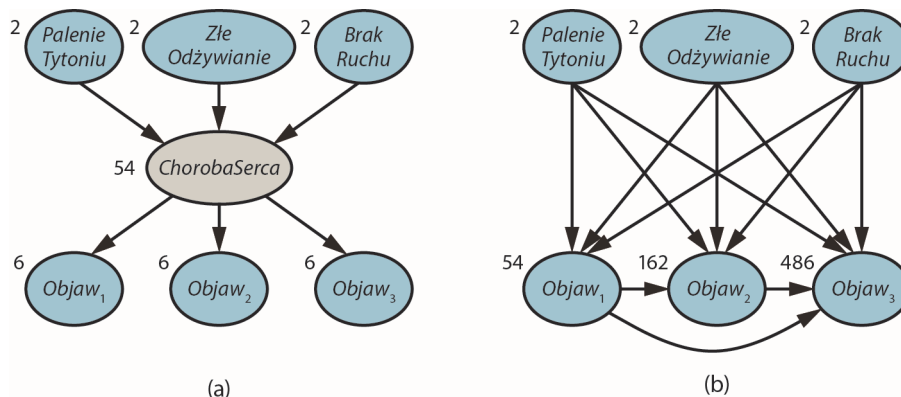 2 Palenie Tytoniu
2 Złe Odżywianie
2 Brak Ruchu
54 ChorobaSerca
6 Objaw₁
6 Objaw₂
6 Objaw₃
(a)
2 Palenie Tytoniu
2 Złe Odżywianie
2 Brak Ruchu
54 Objaw₁
162 Objaw₂
486 Objaw₃
(b)